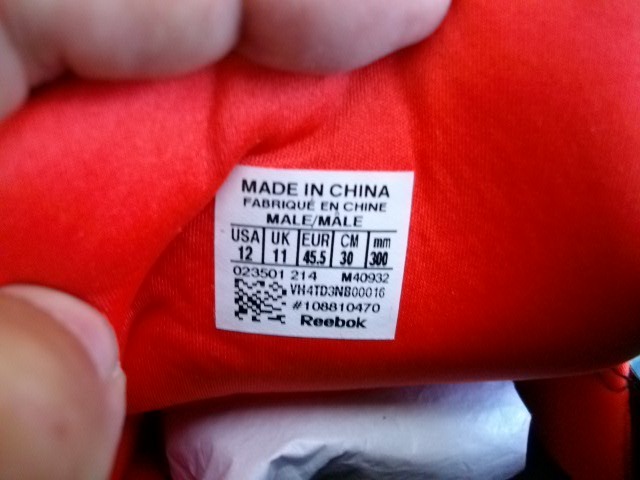 MADE IN CHINA
FABRIQUÉ EN CHINE
MALE/MÂLE
USA UK EUR CM mm
12 11 45.5 30 300
023501 214 M40932
VH4TD3NB00016
#108810470
Reebok